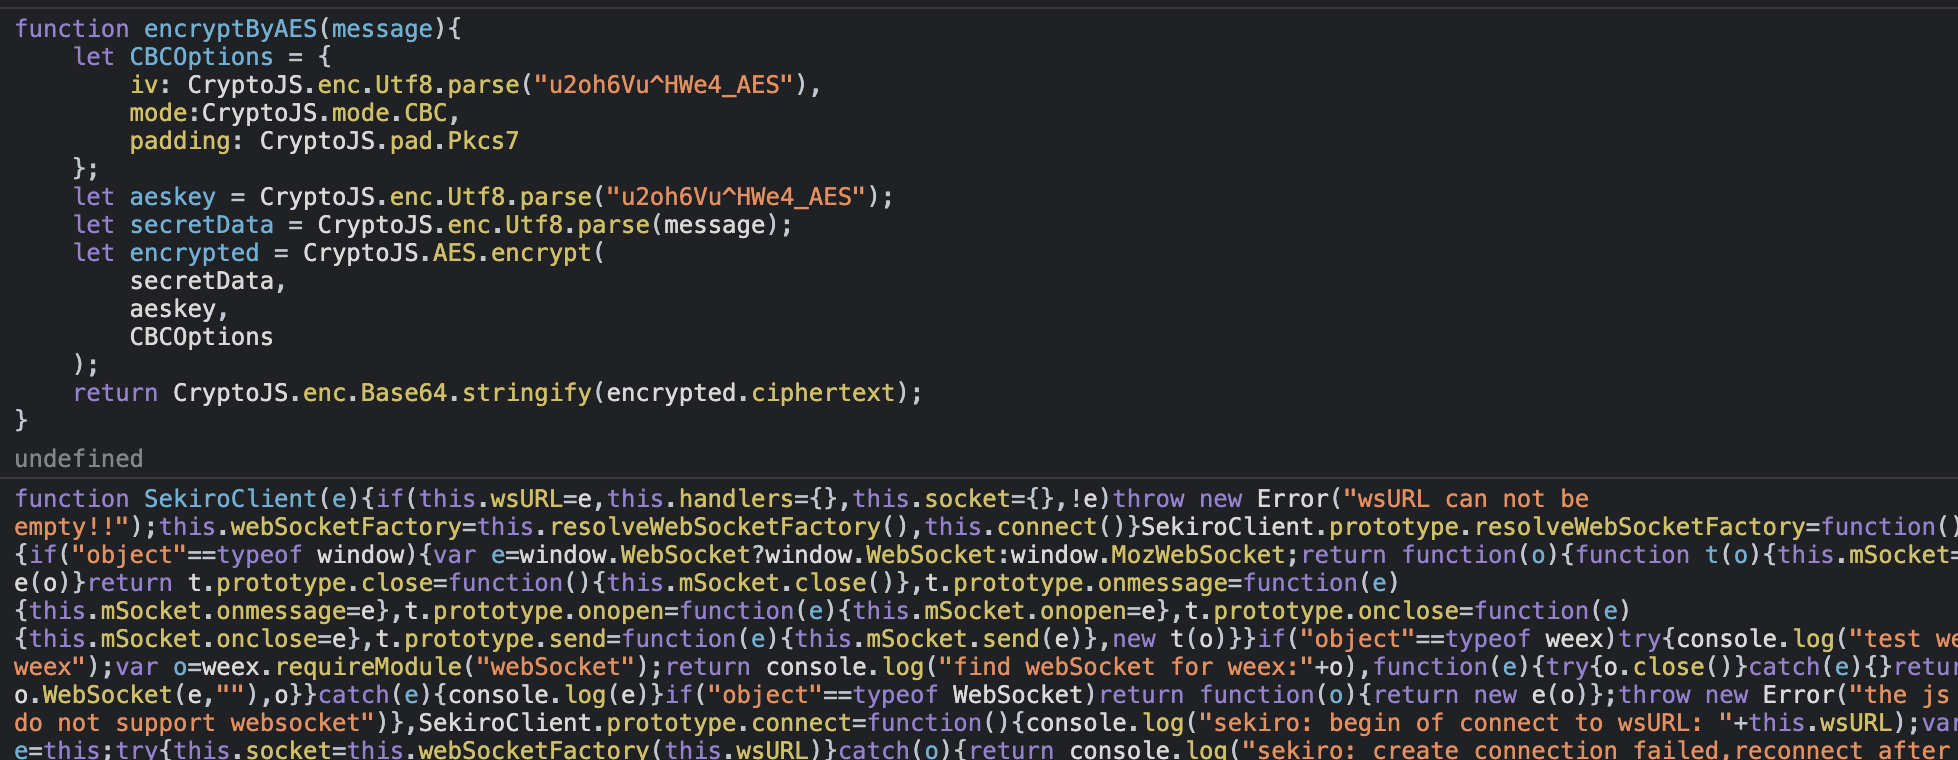 function encryptByAES(message){
    let CBCOptions = {
        iv: CryptoJS.enc.Utf8.parse("u2oh6Vu^HWe4_AES"),
        mode:CryptoJS.mode.CBC,
        padding: CryptoJS.pad.Pkcs7
    };
    let aeskey = CryptoJS.enc.Utf8.parse("u2oh6Vu^HWe4_AES");
    let secretData = CryptoJS.enc.Utf8.parse(message);
    let encrypted = CryptoJS.AES.encrypt(
        secretData,
        aeskey,
        CBCOptions
    );
    return CryptoJS.enc.Base64.stringify(encrypted.ciphertext);
}
undefined
function SekiroClient(e){if(this.wsURL=e,this.handlers={},this.socket={},!e)throw new Error("wsURL can not be
empty!!");this.webSocketFactory=this.resolveWebSocketFactory(),this.connect()}SekiroClient.prototype.resolveWebSocketFactory=function()
{if("object"==typeof window){var e=window.WebSocket?window.WebSocket:window.MozWebSocket;return function(o){function t(o){this.mSocket=
e(o)}return t.prototype.close=function(){this.mSocket.close()},t.prototype.onmessage=function(e)
{this.mSocket.onmessage=e},t.prototype.onopen=function(e){this.mSocket.onopen=e},t.prototype.onclose=function(e)
{this.mSocket.onclose=e},t.prototype.send=function(e){this.mSocket.send(e)},new t(o)}}if("object"==typeof weex)try{console.log("test we
weex");var o=weex.requireModule("webSocket");return console.log("find webSocket for weex:"+o),function(e){try{o.close()}catch(e){}retur
o.WebSocket(e,""),o}}catch(e){console.log(e)}if("object"==typeof WebSocket)return function(o){return new e(o)};throw new Error("the js
do not support websocket")},SekiroClient.prototype.connect=function(){console.log("sekiro: begin of connect to wsURL: "+this.wsURL);var
e=this;try{this.socket=this.webSocketFactory(this.wsURL)}catch(o){return console.log("sekiro: create connection failed,reconnect after